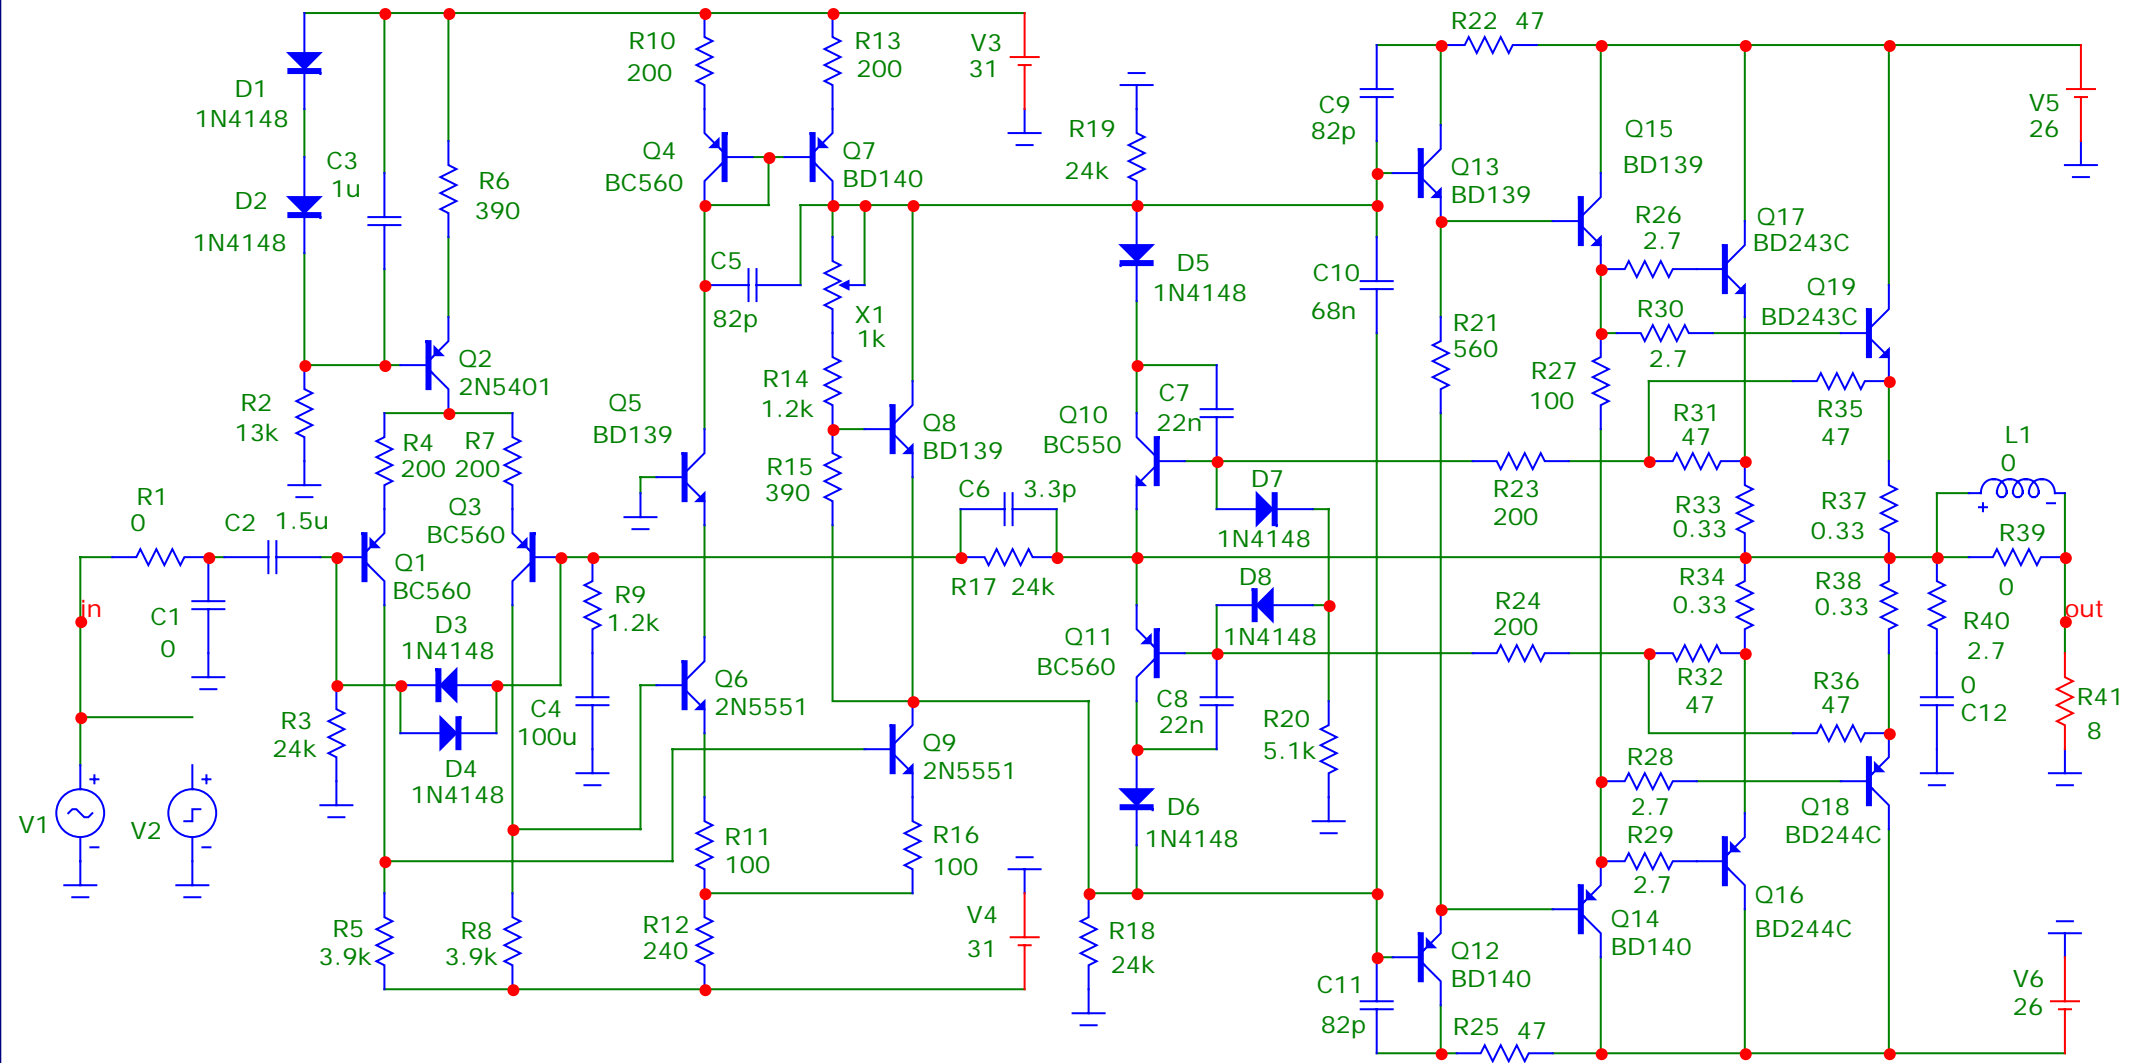 D1
1N4148
D2
1N4148
C3
1u
R6
390
Q2
2N5401
R2
13k
R4
200
R7
200
R1
0
C2
1.5u
Q3
BC560
Q1
BC560
in
C1
0
D3
1N4148
D4
1N4148
R3
24k
V1
V2
R5
3.9k
R8
3.9k
R9
1.2k
C4
100u
R10
200
R13
200
V3
31
Q4
BC560
Q7
BD140
C5
82p
X1
1k
Q5
BD139
R14
1.2k
Q8
BD139
R15
390
C6
3.3p
R17 24k
Q6
2N5551
Q9
2N5551
R11
100
R16
100
R12
240
V4
31
R18
24k
R19
24k
D5
1N4148
C7
22n
Q10
BC550
D7
1N4148
D8
1N4148
Q11
BC560
C8
22n
R20
5.1k
D6
1N4148
C9
82p
C10
68n
C11
82p
R22 47
Q13
BD139
Q15
BD139
R26
2.7
Q17
BD243C
R30
2.7
Q19
BD243C
R21
560
R27
100
R31
47
R35
47
R23
200
R33
0.33
R37
0.33
L1
0
R39
0
R24
200
R34
0.33
R38
0.33
R40
2.7
0
C12
out
R41
8
R32
47
R36
47
R28
2.7
R29
2.7
Q18
BD244C
Q16
BD244C
Q14
BD140
Q12
BD140
R25 47
V5
26
V6
26